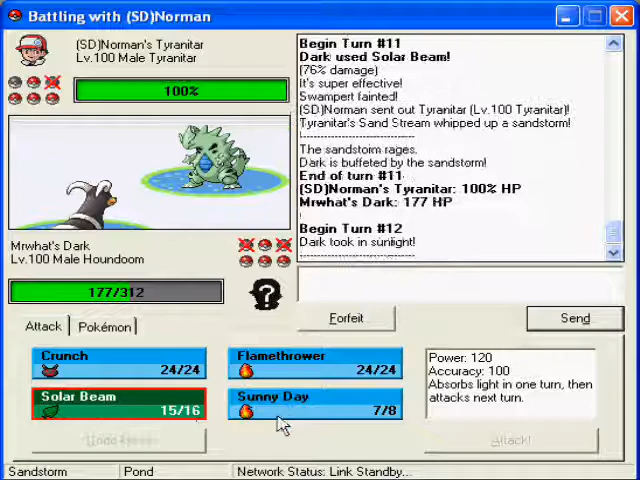 Battling with (SD)Norman
(SD)Norman's Tyranitar
Lv.100 Male Tyranitar
100%
Mrwhat's Dark
Lv.100 Male Houndoom
177/312
Begin Turn #11
Dark used Solar Beam!
(76% damage)
It's super effective!
Swampert fainted!
(SD)Norman sent out Tyranitar (Lv.100 Tyranitar)!
Tyranitar's Sand Stream whipped up a sandstorm!
The sandstorm rages.
Dark is buffeted by the sandstorm!
End of turn #11
(SD)Norman's Tyranitar: 100% HP
Mrwhat's Dark: 177 HP
Begin Turn #12
Dark took in sunlight!
Forfeit
Send
Attack
Pokémon
Crunch
24/24
Flamethrower
24/24
Solar Beam
15/16
Sunny Day
7/8
Power: 120
Accuracy: 100
Absorbs light in one turn, then
attacks next turn.
Attack!
Sandstorm
Pond
Network Status: Link Standby...